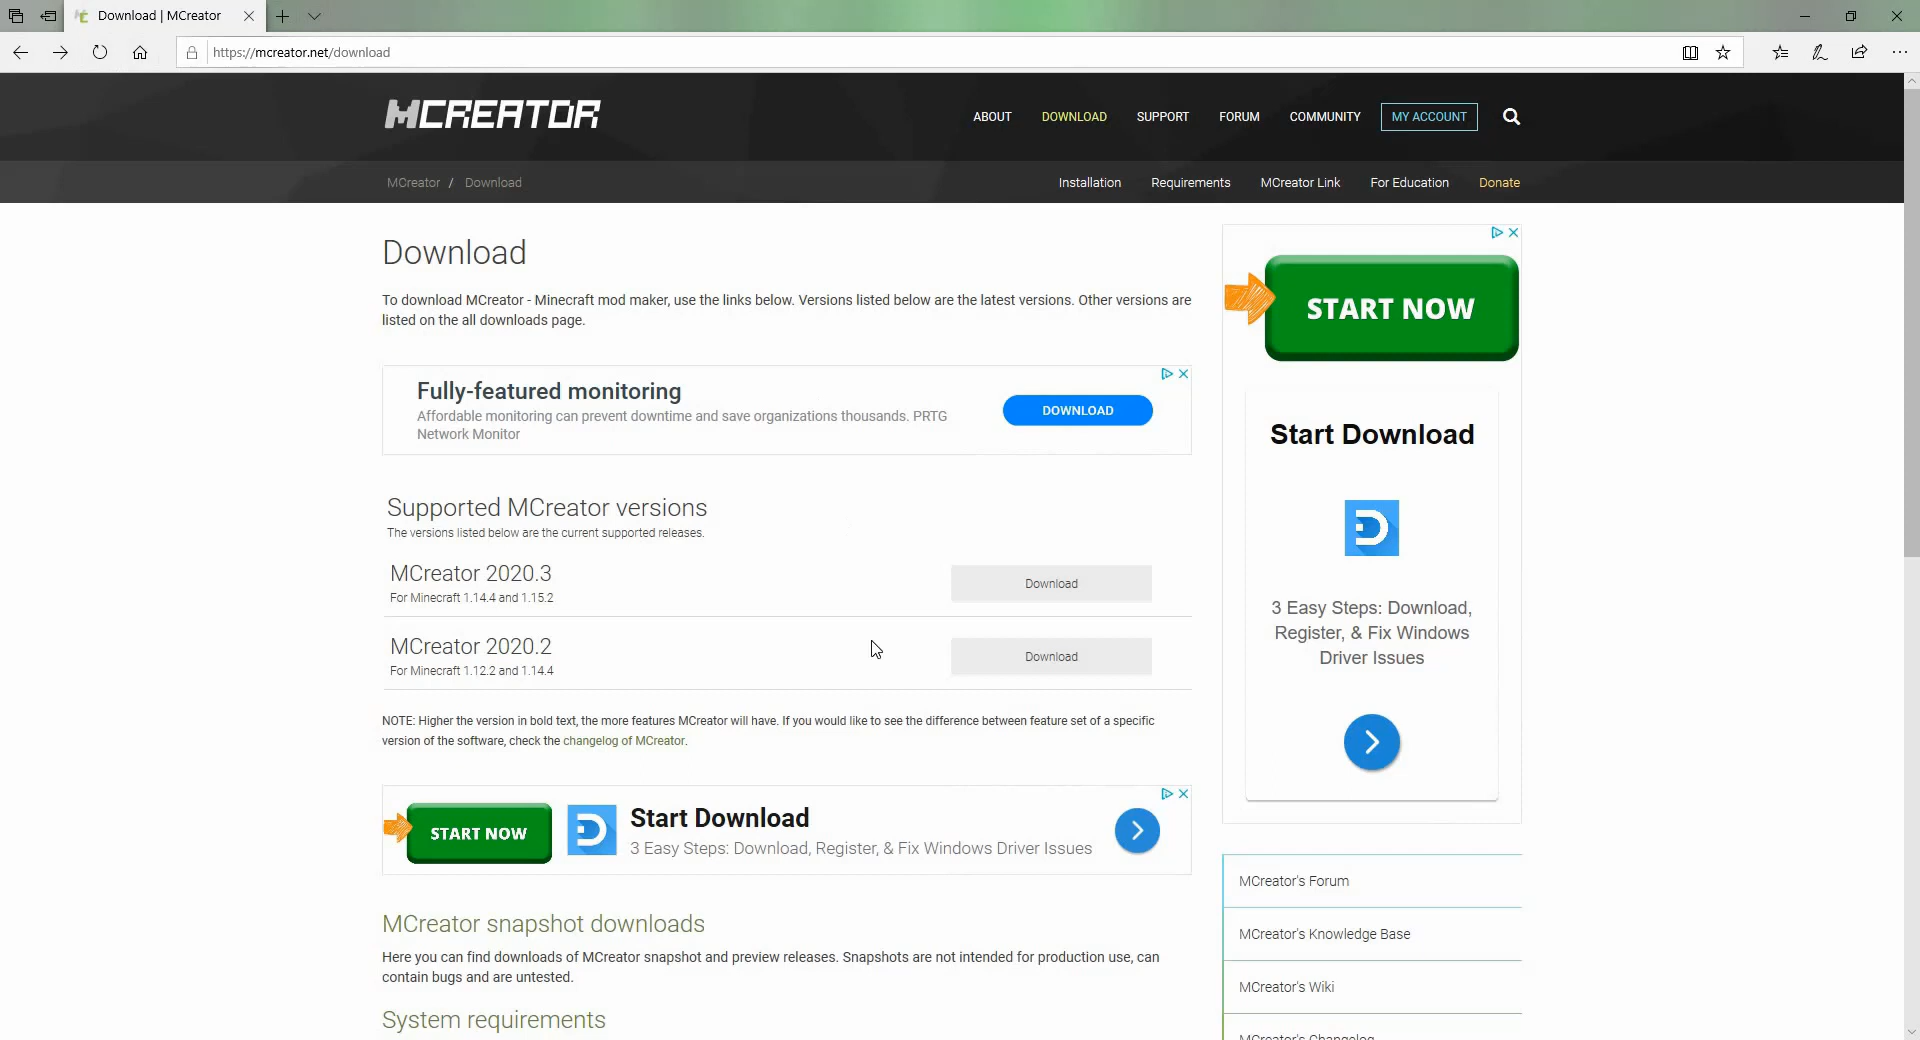 Download | MCreator
https://mcreator.net/download
MCREATOR
ABOUT
DOWNLOAD
SUPPORT
FORUM
COMMUNITY
MY ACCOUNT
MCreator / Download
Installation
Requirements
MCreator Link
For Education
Donate
Download
To download MCreator - Minecraft mod maker, use the links below. Versions listed below are the latest versions. Other versions are
listed on the all downloads page.
Fully-featured monitoring
Affordable monitoring can prevent downtime and save organizations thousands. PRTG
Network Monitor
DOWNLOAD
Supported MCreator versions
The versions listed below are the current supported releases.
MCreator 2020.3
For Minecraft 1.14.4 and 1.15.2
Download
MCreator 2020.2
For Minecraft 1.12.2 and 1.14.4
Download
NOTE: Higher the version in bold text, the more features MCreator will have. If you would like to see the difference between feature set of a specific
version of the software, check the changelog of MCreator.
START NOW
Start Download
3 Easy Steps: Download, Register, & Fix Windows Driver Issues
MCreator snapshot downloads
Here you can find downloads of MCreator snapshot and preview releases. Snapshots are not intended for production use, can
contain bugs and are untested.
System requirements
START NOW
Start Download
3 Easy Steps: Download,
Register, & Fix Windows
Driver Issues
MCreator's Forum
MCreator's Knowledge Base
MCreator's Wiki
MCreator's Changelog